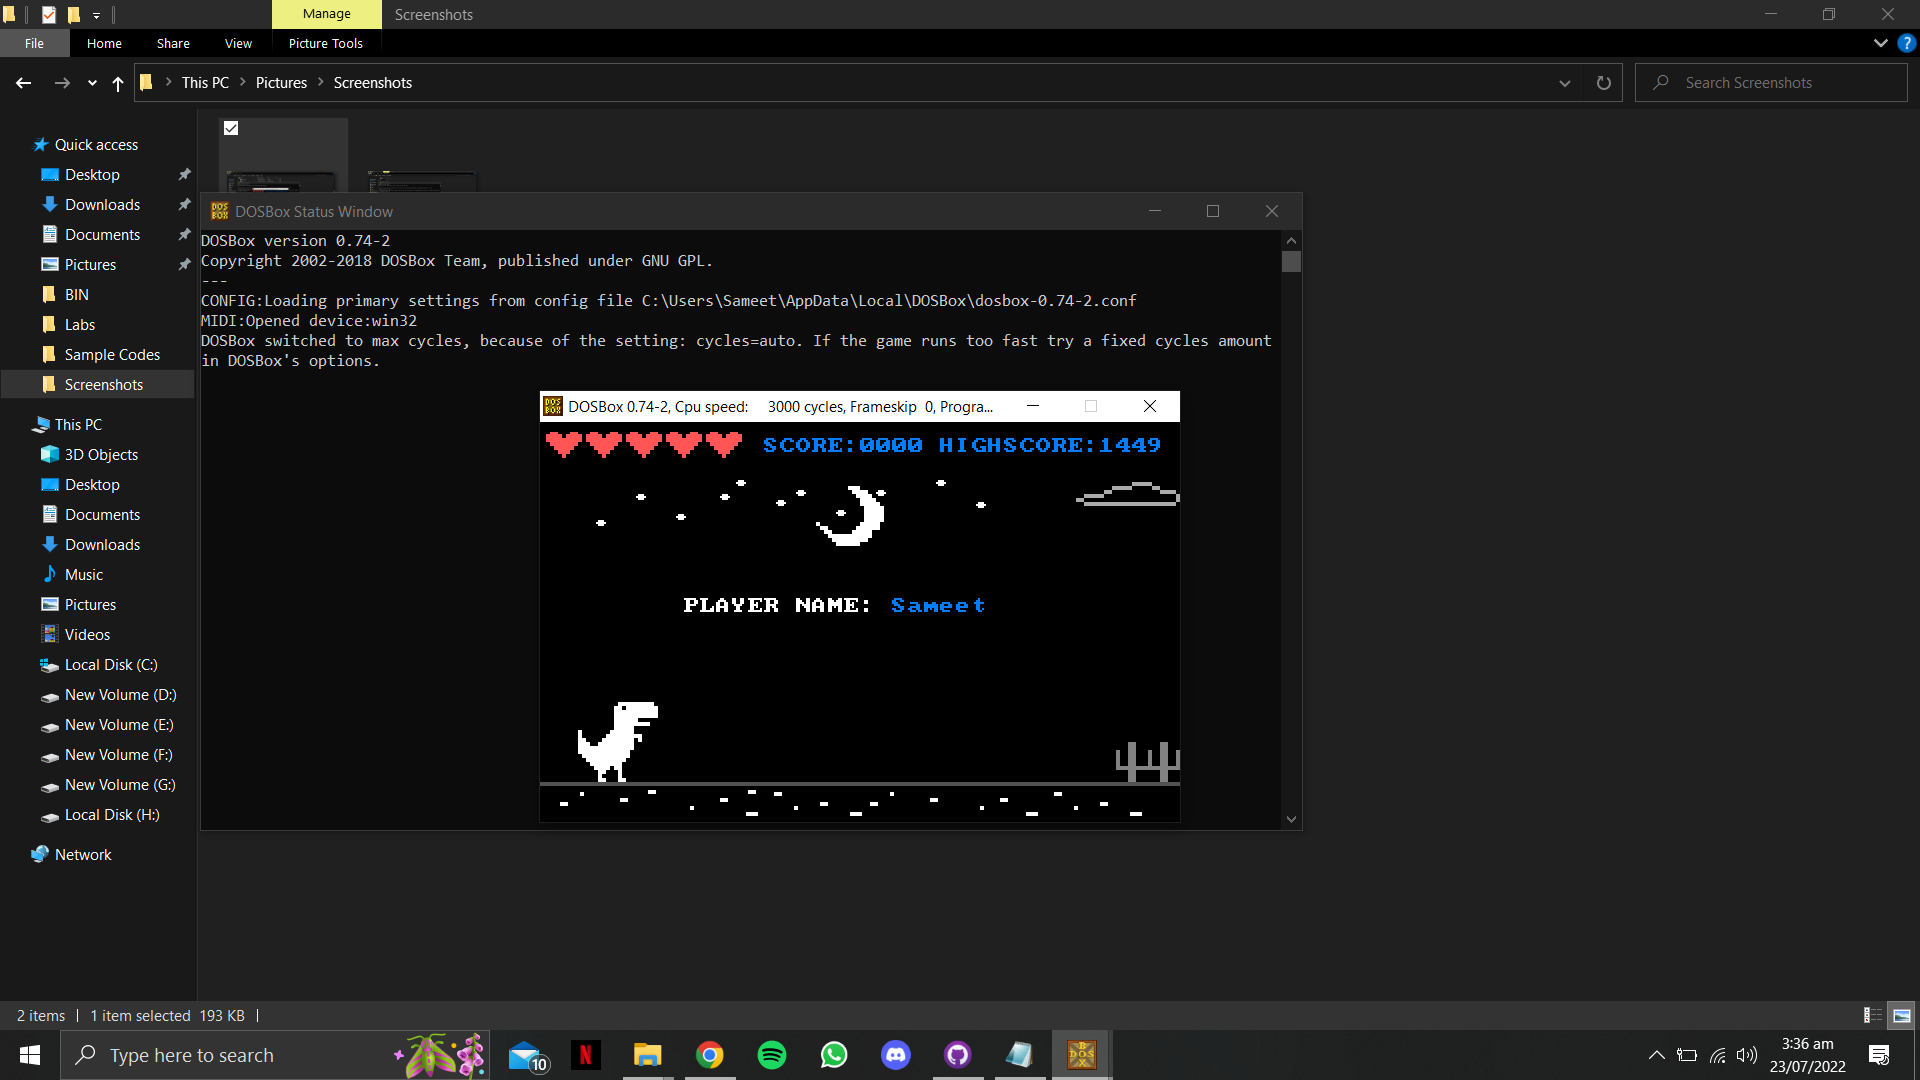 Manage
Screenshots
File
Home
Share
View
Picture Tools
This PC
Pictures
Screenshots
Search Screenshots
Quick access
Desktop
Downloads
Documents
Pictures
BIN
Labs
Sample Codes
Screenshots
This PC
3D Objects
Desktop
Documents
Downloads
Music
Pictures
Videos
Local Disk (C:)
New Volume (D:)
New Volume (E:)
New Volume (F:)
New Volume (G:)
Local Disk (H:)
Network
DOSBox Status Window
DOSBox version 0.74-2
Copyright 2002-2018 DOSBox Team, published under GNU GPL.
---
CONFIG:Loading primary settings from config file C:\Users\Sameet\AppData\Local\DOSBox\dosbox-0.74-2.conf
MIDI:Opened device:win32
DOSBox switched to max cycles, because of the setting: cycles=auto. If the game runs too fast try a fixed cycles amount
in DOSBox's options.
DOSBox 0.74-2, Cpu speed: 3000 cycles, Frameskip 0, Progra...
SCORE:0000 HIGHSCORE:1449
PLAYER NAME: Sameet
2 items
1 item selected 193 KB
Type here to search
10
3:36 am
23/07/2022